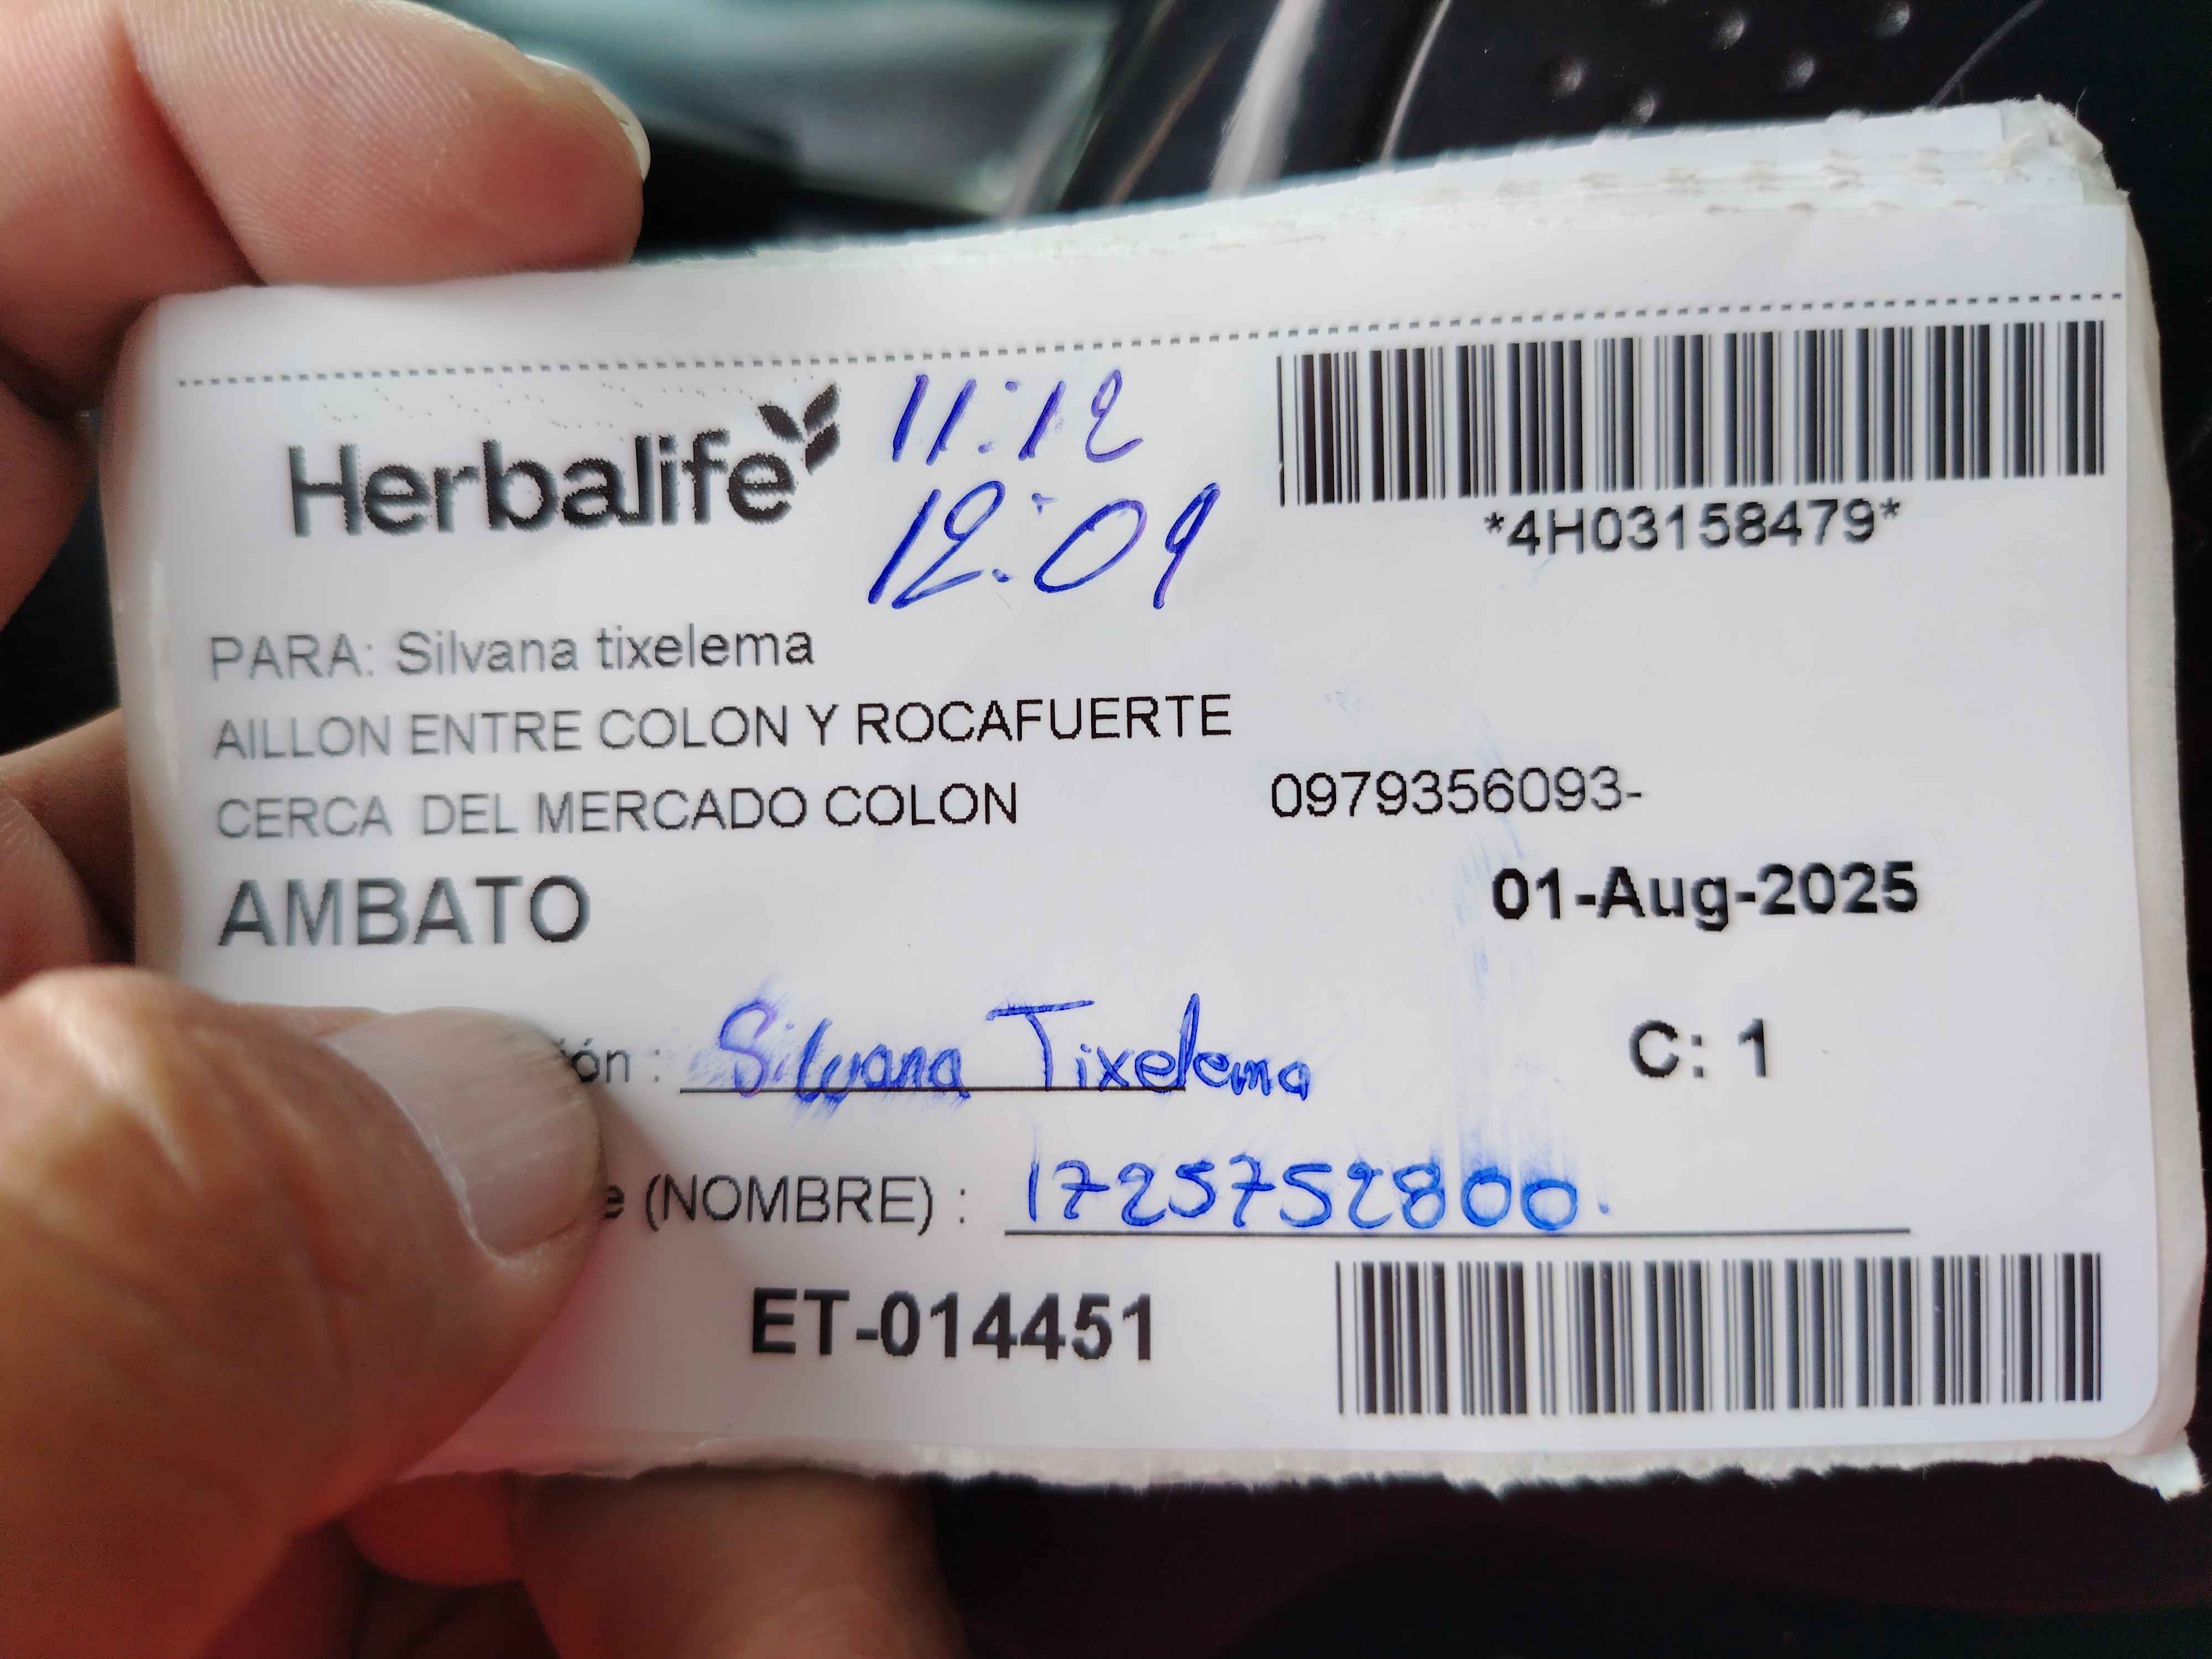 Herbalife
11:12
12:09
*4H03158479*
PARA: Silvana tixelema
AILLON ENTRE COLON Y ROCAFUERTE
CERCA DEL MERCADO COLON 0979356093-
AMBATO
01-Aug-2025
ón : Silvana Tixelema
C: 1
e (NOMBRE) : 1725752800.
ET-014451